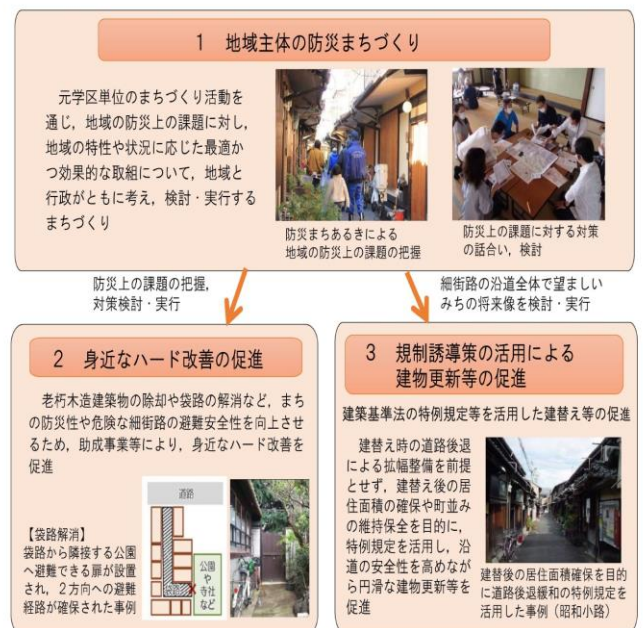 1 地域主体の防災まちづくり
元学区単位のまちづくり活動を
通じ，地域の防災上の課題に対し，
地域の特性や状況に応じた最適か
つ効果的な取組について，地域と
行政がともに考え，検討・実行する
まちづくり
防災まちあるきによる
地域の防災上の課題の把握
防災上の課題に対する対策
の話合い，検討
防災上の課題の把握，
対策検討・実行
細街路の沿道全体で望ましい
みちの将来像を検討・実行
2 身近なハード改善の促進
老朽木造建築物の除却や袋路の解消など，まち
の防災性や危険な細街路の避難安全性を向上させ
るため，助成事業等により，身近なハード改善を
促進
【袋路解消】
袋路から隣接する公園
へ避難できる扉が設置
され，２方向への避難
経路が確保された事例
道路
公園
や
寺社
など
3 規制誘導策の活用による
建物更新等の促進
建築基準法の特例規定等を活用した建替え等の促進
建替え時の道路後退
による拡幅整備を前提
とせず，建替え後の居
住面積の確保や町並み
の維持保全を目的に，
特例規定を活用し，沿
道の安全性を高めなが
ら円滑な建物更新等を
促進
建替後の居住面積確保を目的
に道路後退緩和の特例規定を
活用した事例（昭和小路）